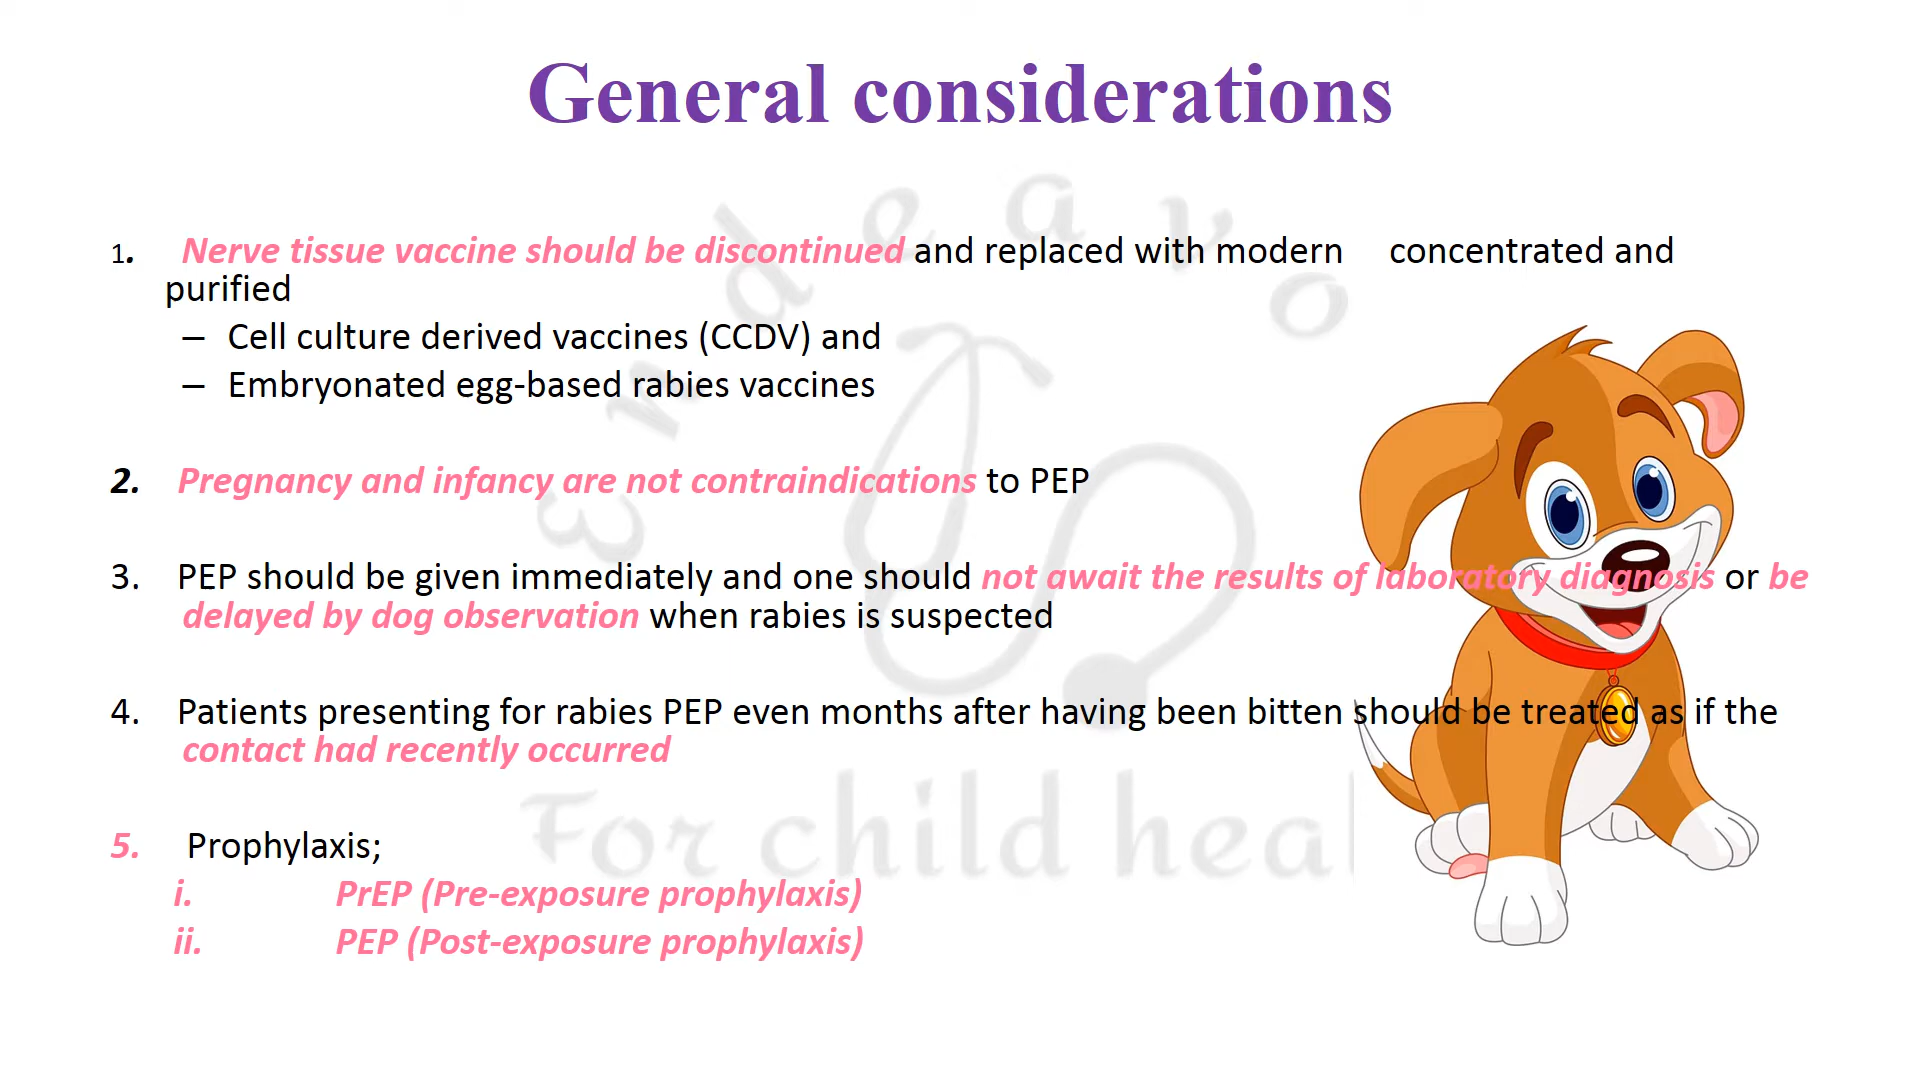 General considerations
1. Nerve tissue vaccine should be discontinued and replaced with modern concentrated and
purified
– Cell culture derived vaccines (CCDV) and
– Embryonated egg-based rabies vaccines
2. Pregnancy and infancy are not contraindications to PEP
3. PEP should be given immediately and one should not await the results of laboratory diagnosis or be
delayed by dog observation when rabies is suspected
4. Patients presenting for rabies PEP even months after having been bitten should be treated as if the
contact had recently occurred
5. Prophylaxis;
i. PrEP (Pre-exposure prophylaxis)
ii. PEP (Post-exposure prophylaxis)
Endeavo
For child heal